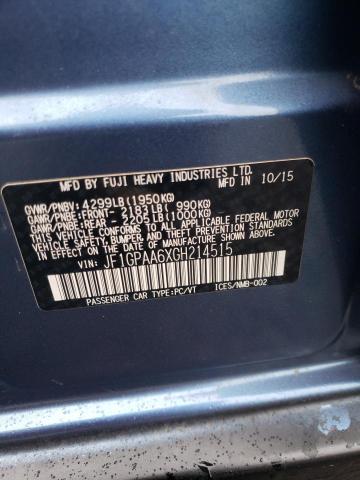 MFD BY FUJI HEAVY INDUSTRIES LTD. MFD IN 10/15
GVWR/PNBV: 4299LB(1950KG)
GAWR/PNBE:FRONT- 2183LB( 990KG)
GAWR/PNBE:REAR - 2205LB(1000KG)
THIS VEHICLE CONFORMS TO ALL APPLICABLE FEDERAL MOTOR
VEHICLE SAFETY, BUMPER, AND THEFT PREVENTION STANDARDS
IN EFFECT ON THE DATE OF MANUFACTURE SHOWN ABOVE.
JF1GPAA6XGH214515
PASSENGER CAR TYPE:PC/VT ICES/NMB-002